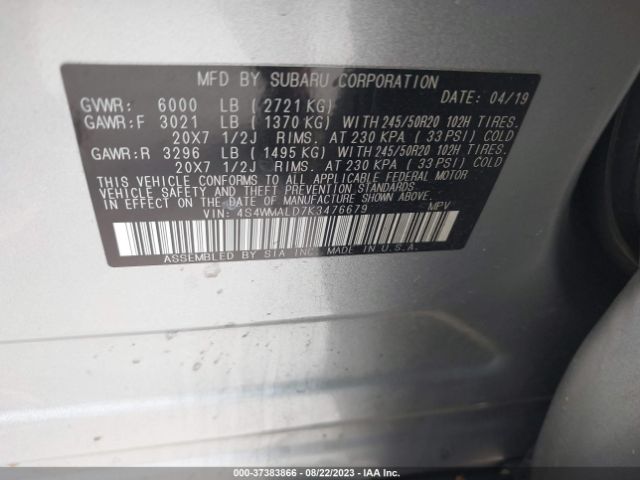 MFD BY SUBARU CORPORATION
GVWR: 6000 LB (2721 KG) DATE: 04/19
GAWR:F 3021 LB (1370 KG) WITH 245/50R20 102H TIRES.
20X7 1/2J RIMS. AT 230 KPA (33 PSI) COLD
GAWR:R 3296 LB (1495 KG) WITH 245/50R20 102H TIRES.
20X7 1/2J RIMS. AT 230 KPA (33 PSI) COLD
THIS VEHICLE CONFORMS TO ALL APPLICABLE FEDERAL MOTOR
VEHICLE SAFETY AND THEFT PREVENTION STANDARDS
IN EFFECT ON THE DATE OF MANUFACTURE SHOWN ABOVE.
VIN: 4S4WMALD7K3476679 MPV
ASSEMBLED BY SIA INC. MADE IN U.S.A.
000-37383866 - 08/22/2023 - IAA Inc.